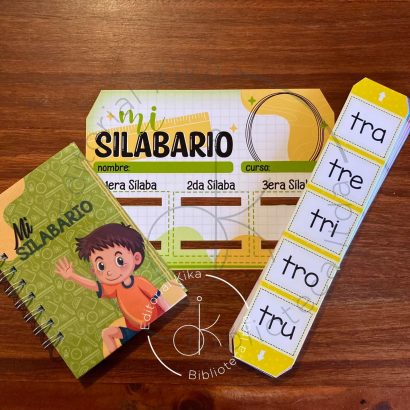 mi
SILABARIO
nombre:
curso:
1era Sílaba
2da Sílaba
3era Sílaba
Mi
SILABARIO
tra
tre
tri
tro
tru
Editorial Kika
Biblioteca